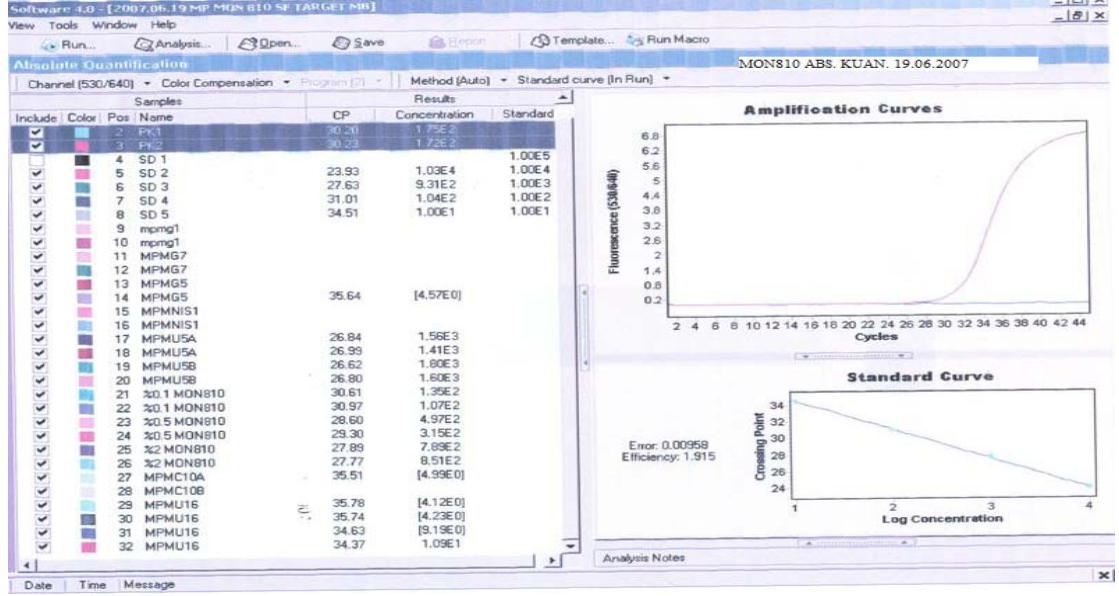 Software 4.0 - [2007.06.19 MP MON 810 SF TARGET MB]
View Tools Window Help
Run... Analysis... Open... Save Report Template... Run Macro
Absolute Quantification
MON810 ABS. KUAN. 19.06.2007
Channel (530/640) Color Compensation Program [2] Method [Auto] Standard curve (In Run)
Samples Results
Include Color Pos Name CP Concentration Standard
2 PK1 30.20 1.75E2
3 PK2 30.23 1.72E2
4 SD 1 1.00E5
5 SD 2 23.93 1.03E4 1.00E4
6 SD 3 27.63 9.31E2 1.00E3
7 SD 4 31.01 1.04E2 1.00E2
8 SD 5 34.51 1.00E1 1.00E1
9 mpmg1
10 mpmg1
11 MPMG7
12 MPMG7
13 MPMG5
14 MPMG5 35.64 [4.57E0]
15 MPMNIS1
16 MPMNIS1
17 MPMU5A 26.84 1.56E3
18 MPMU5A 26.99 1.41E3
19 MPMU5B 26.62 1.80E3
20 MPMU5B 26.80 1.60E3
21 %0.1 MON810 30.61 1.35E2
22 %0.1 MON810 30.97 1.07E2
23 %0.5 MON810 28.60 4.97E2
24 %0.5 MON810 29.30 3.15E2
25 %2 MON810 27.89 7.89E2
26 %2 MON810 27.77 8.51E2
27 MPMC10A 35.51 [4.99E0]
28 MPMC10B
29 MPMU16 35.78 [4.12E0]
30 MPMU16 35.74 [4.23E0]
31 MPMU16 34.63 [9.19E0]
32 MPMU16 34.37 1.09E1
Amplification Curves
Fluorescence (530/640)
6.8
6.2
5.6
5
4.4
3.8
3.2
2.6
2
1.4
0.8
0.2
2 4 6 8 10 12 14 16 18 20 22 24 26 28 30 32 34 36 38 40 42 44
Cycles
Standard Curve
Error: 0.00958
Efficiency: 1.915
Crossing Point
34
32
30
28
26
24
1 2 3 4
Log Concentration
Analysis Notes
Date Time Message